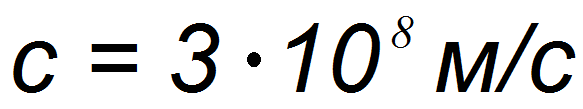 c = 3 · 10⁸ м/с